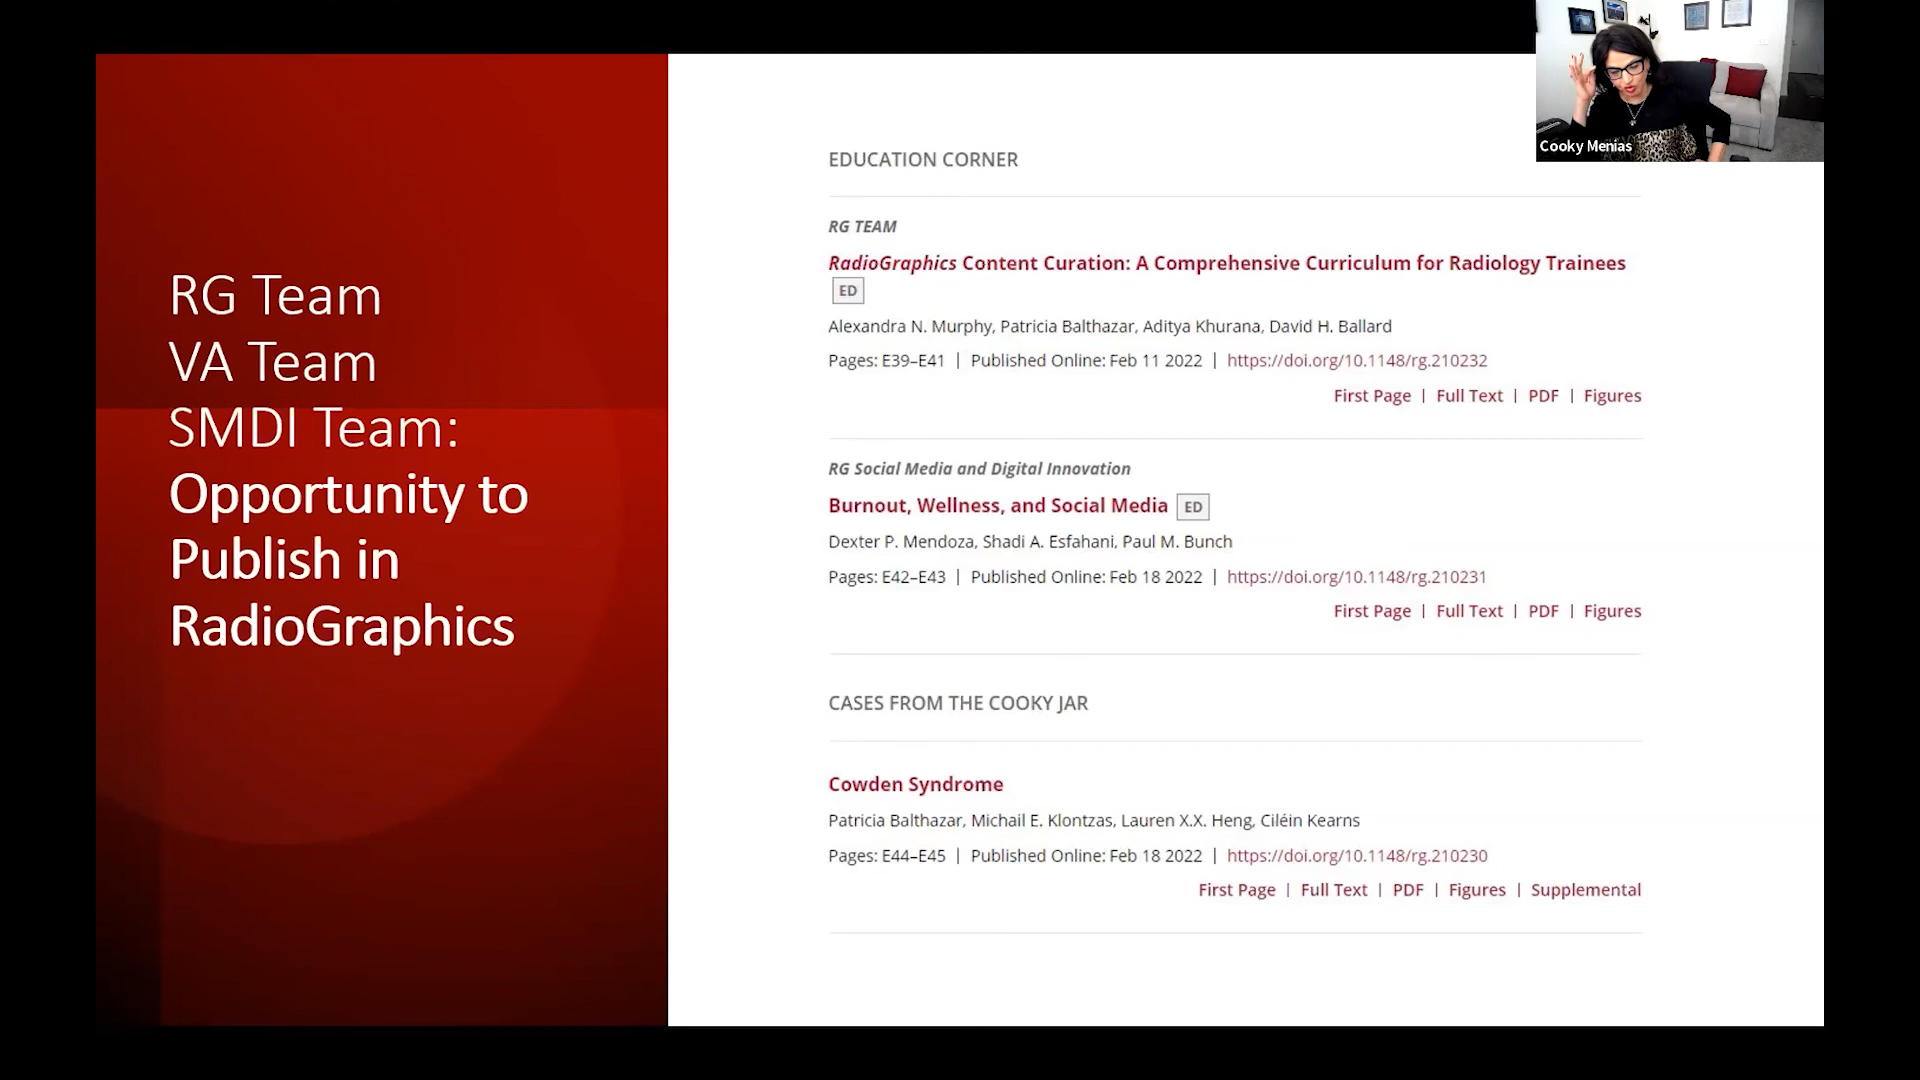 RG Team
VA Team
SMDI Team:
Opportunity to
Publish in
RadioGraphics
EDUCATION CORNER
RG TEAM
RadioGraphics Content Curation: A Comprehensive Curriculum for Radiology Trainees
ED
Alexandra N. Murphy, Patricia Balthazar, Aditya Khurana, David H. Ballard
Pages: E39–E41 | Published Online: Feb 11 2022 | https://doi.org/10.1148/rg.210232
First Page | Full Text | PDF | Figures
RG Social Media and Digital Innovation
Burnout, Wellness, and Social Media ED
Dexter P. Mendoza, Shadi A. Esfahani, Paul M. Bunch
Pages: E42–E43 | Published Online: Feb 18 2022 | https://doi.org/10.1148/rg.210231
First Page | Full Text | PDF | Figures
CASES FROM THE COOKY JAR
Cowden Syndrome
Patricia Balthazar, Michail E. Klontzas, Lauren X.X. Heng, Ciléin Kearns
Pages: E44–E45 | Published Online: Feb 18 2022 | https://doi.org/10.1148/rg.210230
First Page | Full Text | PDF | Figures | Supplemental
Cooky Menias